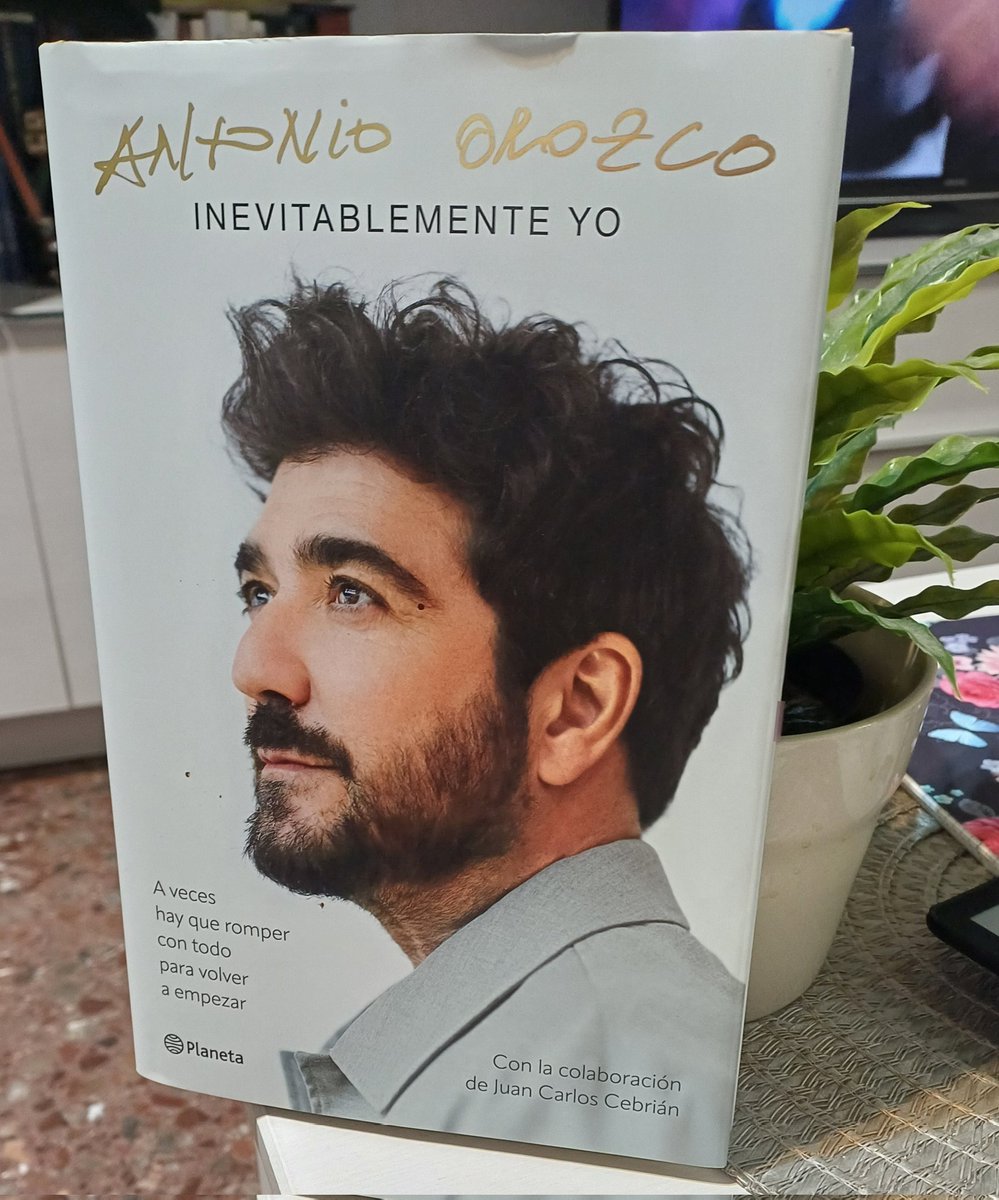 ANTONIO OROZCO
INEVITABLEMENTE YO
A veces
hay que romper
con todo
para volver
a empezar
Planeta
Con la colaboración
de Juan Carlos Cebrián